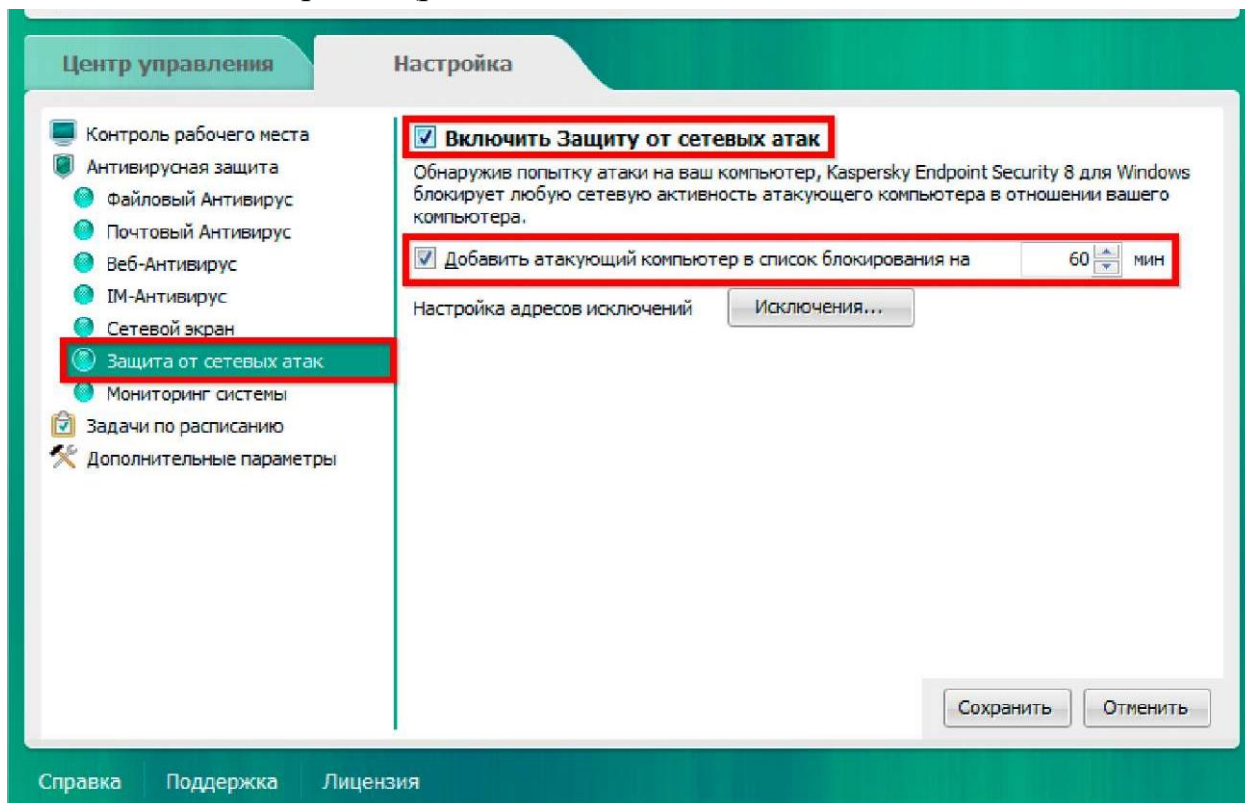 Центр управления
Настройка
Контроль рабочего места
Антивирусная защита
Файловый Антивирус
Почтовый Антивирус
Веб-Антивирус
IM-Антивирус
Сетевой экран
Защита от сетевых атак
Мониторинг системы
Задачи по расписанию
Дополнительные параметры
Включить Защиту от сетевых атак
Обнаружив попытку атаки на ваш компьютер, Kaspersky Endpoint Security 8 для Windows
блокирует любую сетевую активность атакующего компьютера в отношении вашего
компьютера.
Добавить атакующий компьютер в список блокирования на 60 мин
Настройка адресов исключений Исключения...
Сохранить Отменить
Справка Поддержка Лицензия